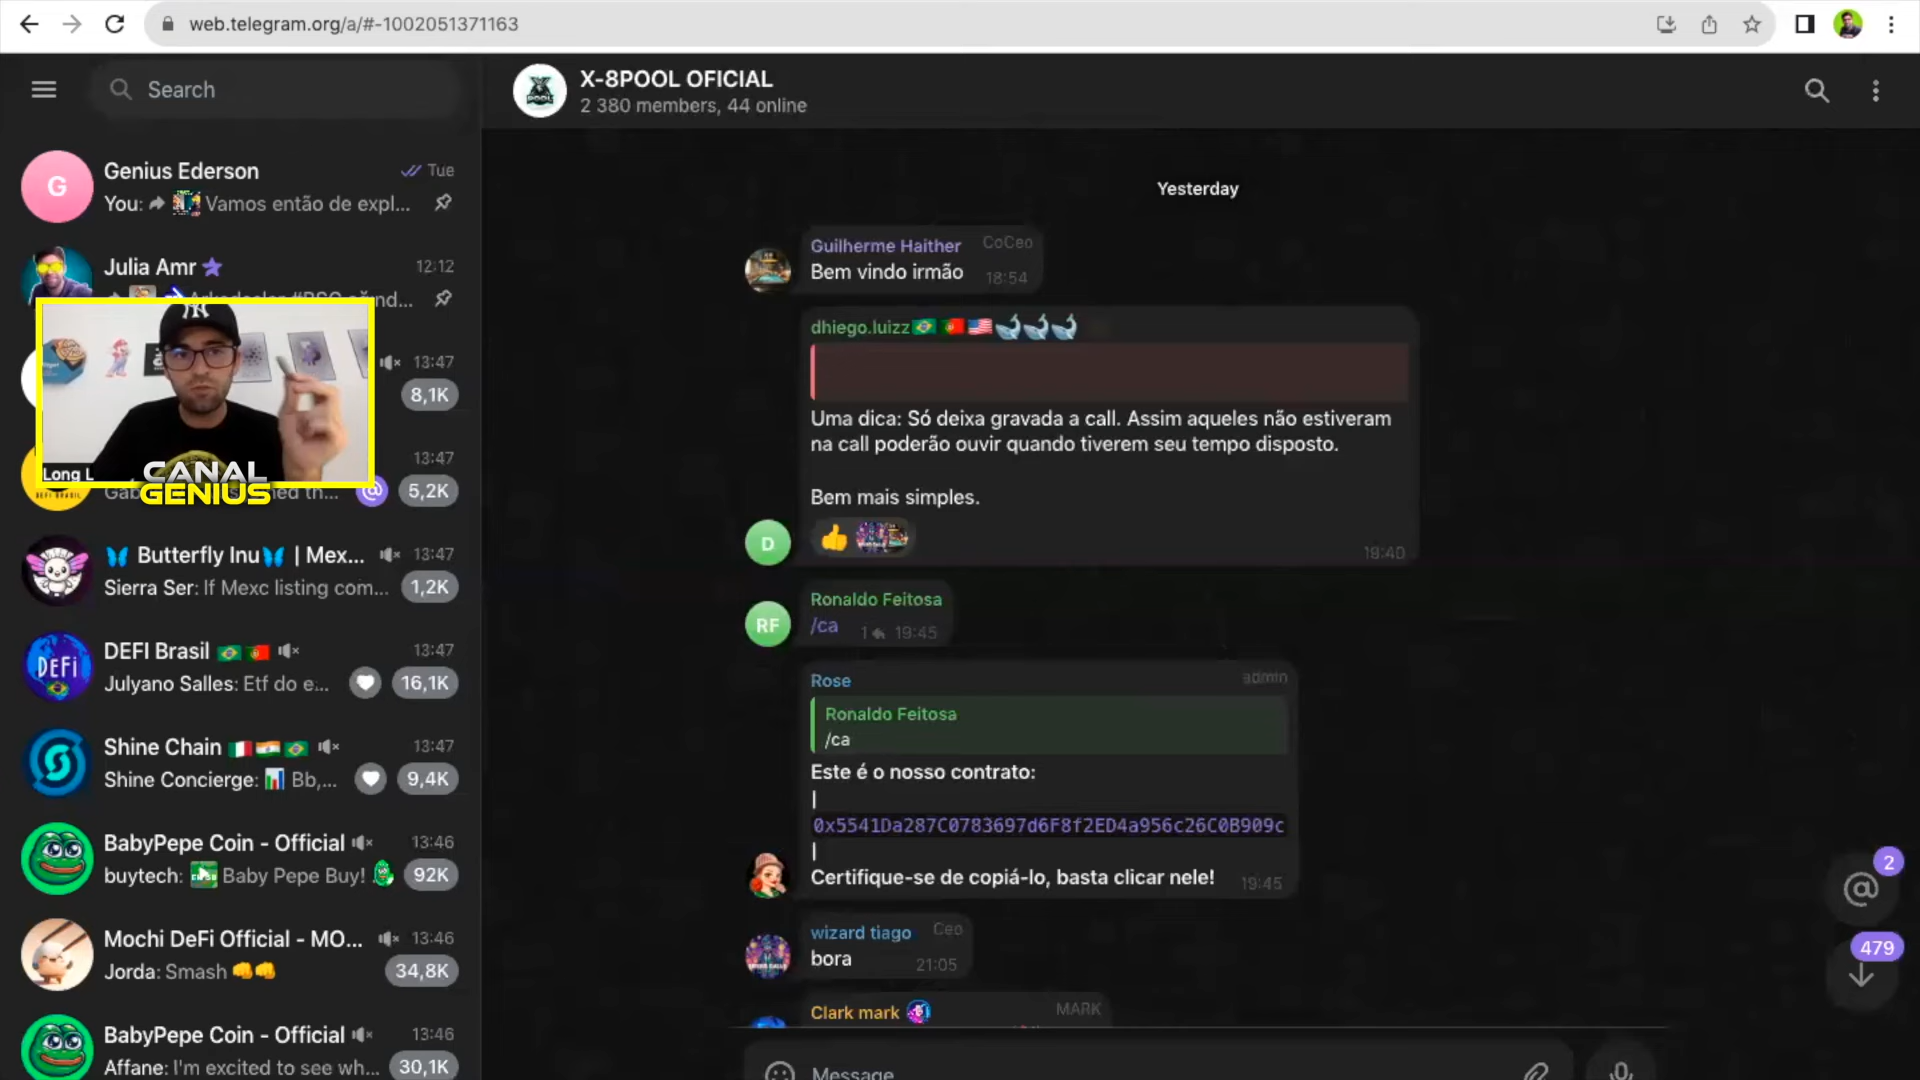 web.telegram.org/a/#-1002051371163
Search
X-8POOL OFICIAL
2 380 members, 44 online
Genius Ederson
Tue
You: Vamos então de expl...
Julia Amr
12:12
13:47
8,1K
13:47
5,2K
Long L
CANAL
GENIUS
Butterfly Inu | Mex...
13:47
Sierra Ser: If Mexc listing com...
1,2K
DEFI Brasil
13:47
Julyano Salles: Etf do e...
16,1K
Shine Chain
13:47
Shine Concierge: Bb,...
9,4K
BabyPepe Coin - Official
13:46
buytech: Baby Pepe Buy!
92K
Mochi DeFi Official - MO...
13:46
Jorda: Smash
34,8K
BabyPepe Coin - Official
13:46
Affane: I'm excited to see wh...
30,1K
Yesterday
Guilherme Haither CoCeo
Bem vindo irmão 18:54
dhiego.luizz
Uma dica: Só deixa gravada a call. Assim aqueles não estiveram
na call poderão ouvir quando tiverem seu tempo disposto.
Bem mais simples.
19:40
D
Ronaldo Feitosa
RF
/ca 1 19:45
Rose admin
Ronaldo Feitosa
/ca
Este é o nosso contrato:
|
0x5541Da287C0783697d6F8f2ED4a956c26C0B909c
|
Certifique-se de copiá-lo, basta clicar nele! 19:45
wizard tiago Ceo
bora 21:05
Clark mark MARK
Message
2
479